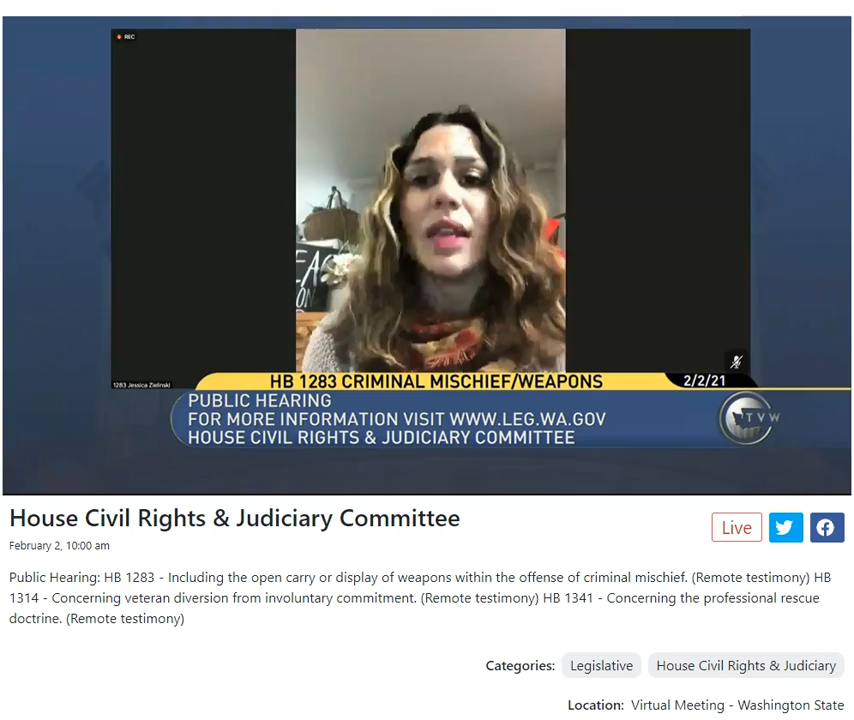 REC
EAC
ON
1283 Jessica Zielinski
HB 1283 CRIMINAL MISCHIEF/WEAPONS
2/2/21
PUBLIC HEARING
FOR MORE INFORMATION VISIT WWW.LEG.WA.GOV
HOUSE CIVIL RIGHTS & JUDICIARY COMMITTEE
TVW
House Civil Rights & Judiciary Committee
February 2, 10:00 am
Live
Public Hearing: HB 1283 - Including the open carry or display of weapons within the offense of criminal mischief. (Remote testimony) HB
1314 - Concerning veteran diversion from involuntary commitment. (Remote testimony) HB 1341 - Concerning the professional rescue
doctrine. (Remote testimony)
Categories: Legislative House Civil Rights & Judiciary
Location: Virtual Meeting - Washington State